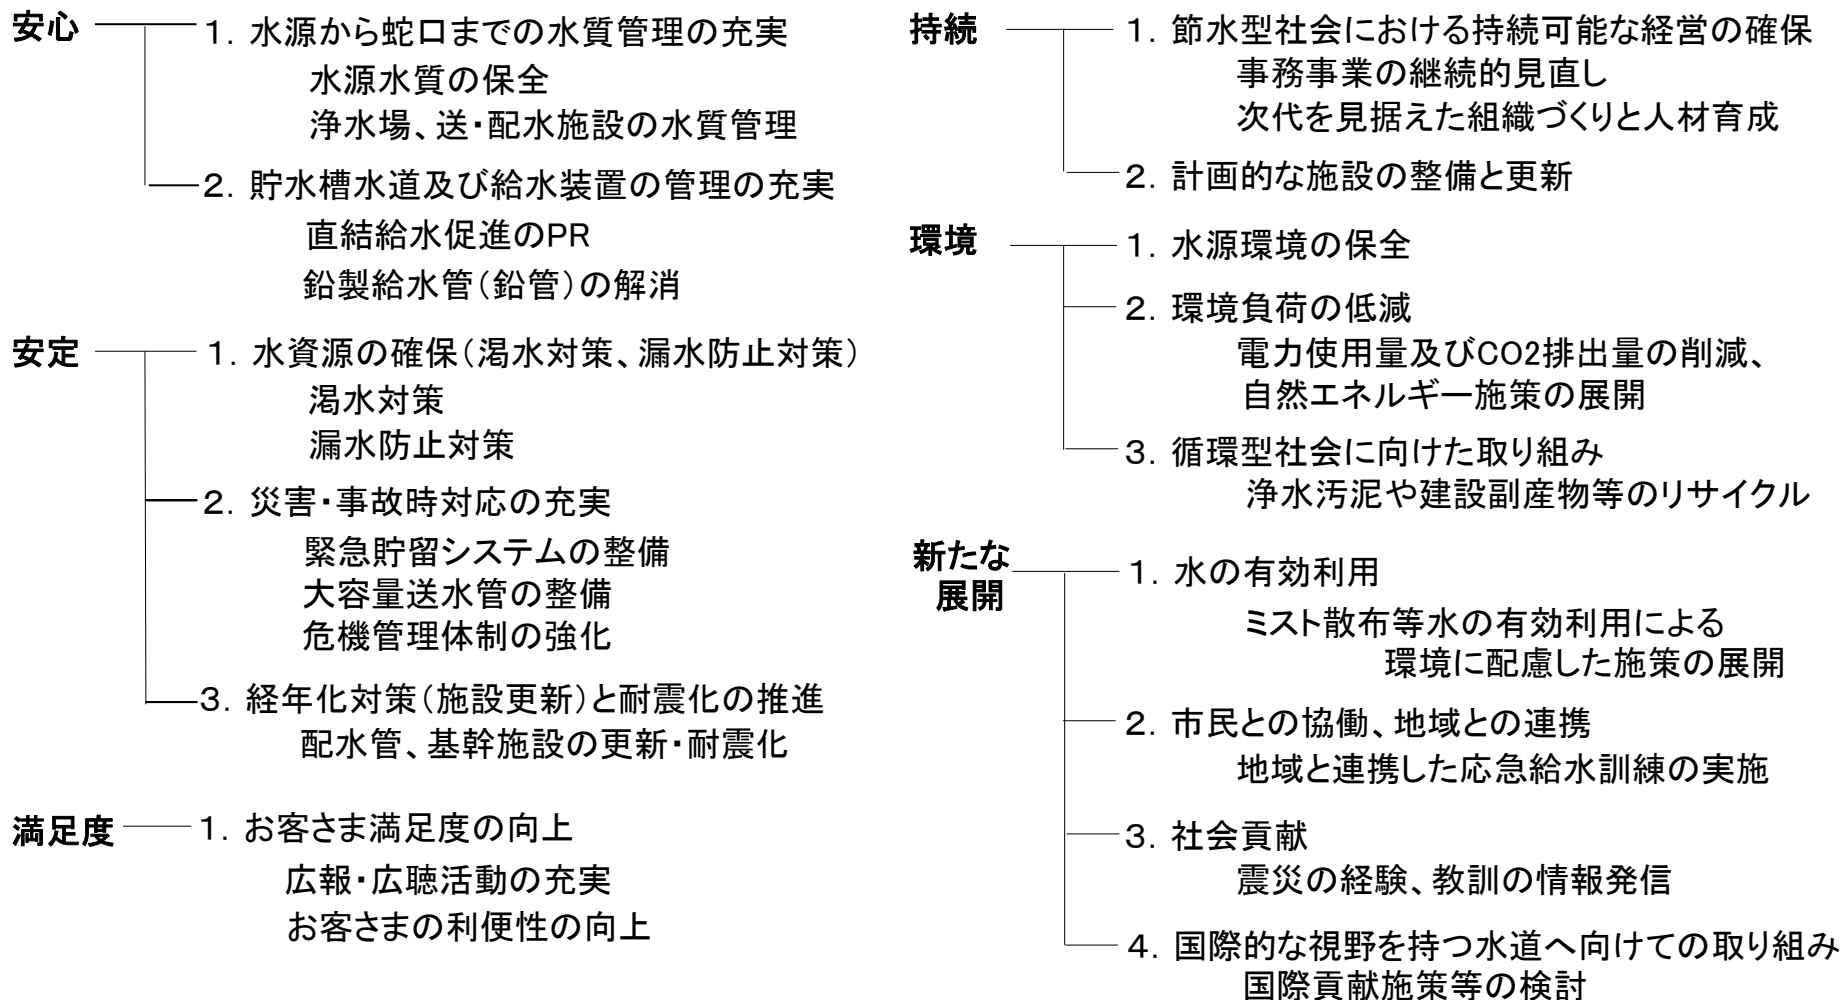 安心
1. 水源から蛇口までの水質管理の充実
水源水質の保全
浄水場、送・配水施設の水質管理
2. 貯水槽水道及び給水装置の管理の充実
直結給水促進のPR
鉛製給水管(鉛管)の解消
安定
1. 水資源の確保(渇水対策、漏水防止対策)
渇水対策
漏水防止対策
2. 災害・事故時対応の充実
緊急貯留システムの整備
大容量送水管の整備
危機管理体制の強化
3. 経年化対策(施設更新)と耐震化の推進
配水管、基幹施設の更新・耐震化
満足度
1. お客さま満足度の向上
広報・広聴活動の充実
お客さまの利便性の向上
持続
1. 節水型社会における持続可能な経営の確保
事務事業の継続的見直し
次代を見据えた組織づくりと人材育成
2. 計画的な施設の整備と更新
環境
1. 水源環境の保全
2. 環境負荷の低減
電力使用量及びCO2排出量の削減、
自然エネルギー施策の展開
3. 循環型社会に向けた取り組み
浄水汚泥や建設副産物等のリサイクル
新たな
展開
1. 水の有効利用
ミスト散布等水の有効利用による
環境に配慮した施策の展開
2. 市民との協働、地域との連携
地域と連携した応急給水訓練の実施
3. 社会貢献
震災の経験、教訓の情報発信
4. 国際的な視野を持つ水道へ向けての取り組み
国際貢献施策等の検討